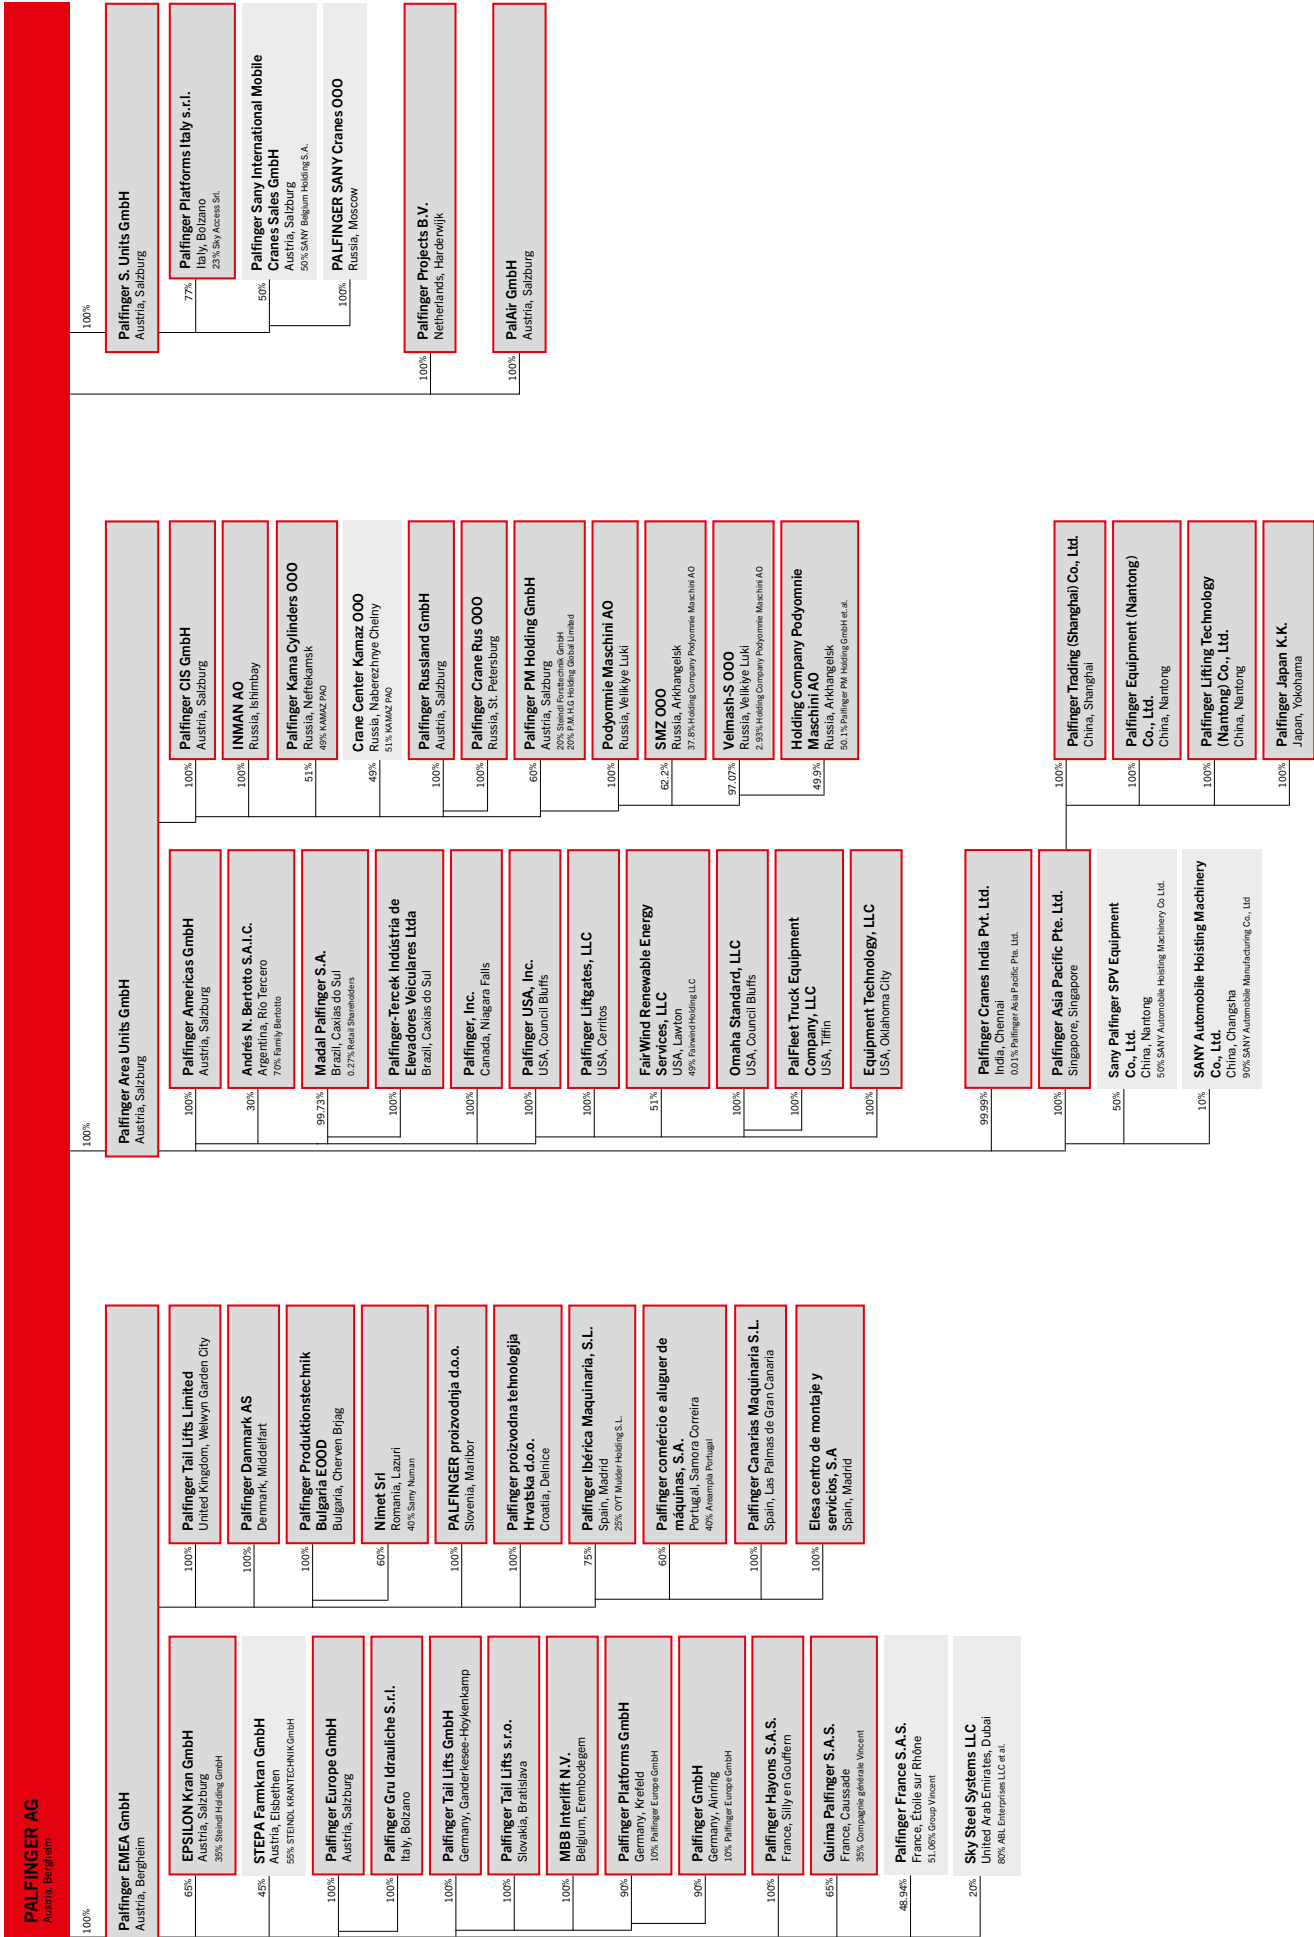 PALFINGER AG
Austria, Bergheim
100%
Palfinger EMEA GmbH
Austria, Bergheim
65%
EPSILON Kran GmbH
Austria, Salzburg
35% Steindl Holding GmbH
45%
STEPA Farmkran GmbH
Austria, Elsbethen
55% STEINDL KRANTECHNIK GmbH
100%
Palfinger Europe GmbH
Austria, Salzburg
100%
Palfinger Gru Idrauliche S.r.l.
Italy, Bolzano
100%
Palfinger Tail Lifts GmbH
Germany, Ganderkesee-Hoykenkamp
100%
Palfinger Tail Lifts s.r.o.
Slovakia, Bratislava
100%
MBB Interlift N.V.
Belgium, Erembodegem
90%
Palfinger Platforms GmbH
Germany, Krefeld
10% Palfinger Europe GmbH
90%
Palfinger GmbH
Germany, Ainring
10% Palfinger Europe GmbH
100%
Palfinger Hayons S.A.S.
France, Silly en Gouffern
65%
Guima Palfinger S.A.S.
France, Caussade
35% Compagnie générale Vincent
48.94%
Palfinger France S.A.S.
France, Étoile sur Rhône
51.06% Group Vincent
20%
Sky Steel Systems LLC
United Arab Emirates, Dubai
80% ABL Enterprises LLC et al.
100%
Palfinger Tail Lifts Limited
United Kingdom, Welwyn Garden City
100%
Palfinger Danmark AS
Denmark, Middelfart
100%
Palfinger Produktionstechnik
Bulgaria EOOD
Bulgaria, Cherven Brjag
60%
Nimet Srl
Romania, Lazuri
40% Samy Numan
100%
PALFINGER proizvodnja d.o.o.
Slovenia, Maribor
100%
Palfinger proizvodna tehnologija
Hrvatska d.o.o.
Croatia, Delnice
75%
Palfinger Ibérica Maquinaria, S.L.
Spain, Madrid
25% OYT Mulder Holding S.L.
60%
Palfinger comércio e aluguer de
máquinas, S.A.
Portugal, Samora Correira
40% Areampla Portugal
100%
Palfinger Canarias Maquinaria S.L.
Spain, Las Palmas de Gran Canaria
100%
Elesa centro de montaje y
servicios, S.A
Spain, Madrid
100%
Palfinger Area Units GmbH
Austria, Salzburg
100%
Palfinger Americas GmbH
Austria, Salzburg
30%
Andrés N. Bertotto S.A.I.C.
Argentina, Río Tercero
70% Family Bertotto
99.73%
Madal Palfinger S.A.
Brazil, Caxias do Sul
0.27% Retail Shareholders
100%
Palfinger-Tercek Indústria de
Elevadores Veiculares Ltda
Brazil, Caxias do Sul
100%
Palfinger, Inc.
Canada, Niagara Falls
100%
Palfinger USA, Inc.
USA, Council Bluffs
100%
Palfinger Liftgates, LLC
USA, Cerritos
51%
FairWind Renewable Energy
Services, LLC
USA, Lawton
49% Fairwind Holding LLC
100%
Omaha Standard, LLC
USA, Council Bluffs
100%
PalFleet Truck Equipment
Company, LLC
USA, Tiffin
100%
Equipment Technology, LLC
USA, Oklahoma City
99.99%
Palfinger Cranes India Pvt. Ltd.
India, Chennai
0.01% Palfinger Asia Pacific Pte. Ltd.
100%
Palfinger Asia Pacific Pte. Ltd.
Singapore, Singapore
50%
Sany Palfinger SPV Equipment
Co., Ltd.
China, Nantong
50% SANY Automobile Hoisting Machinery Co Ltd.
10%
SANY Automobile Hoisting Machinery
Co., Ltd.
China, Changsha
90% SANY Automobile Manufacturing Co., Ltd
100%
Palfinger CIS GmbH
Austria, Salzburg
100%
INMAN AO
Russia, Ishimbay
51%
Palfinger Kama Cylinders OOO
Russia, Neftekamsk
49% KAMAZ PAO
49%
Crane Center Kamaz OOO
Russia, Naberezhnye Chelny
51% KAMAZ PAO
100%
Palfinger Russland GmbH
Austria, Salzburg
100%
Palfinger Crane Rus OOO
Russia, St. Petersburg
60%
Palfinger PM Holding GmbH
Austria, Salzburg
20% Steindl Forsttechnik GmbH
20% P.M.H.G Holding Global Limited
100%
Podyomnie Maschini AO
Russia, Velikiye Luki
62.2%
SMZ OOO
Russia, Arkhangelsk
37.8% Holding Company Podyomnie Maschini AO
97.07%
Velmash-S OOO
Russia, Velikiye Luki
2.93% Holding Company Podyomnie Maschini AO
49.9%
Holding Company Podyomnie
Maschini AO
Russia, Arkhangelsk
50.1% Palfinger PM Holding GmbH et.al.
100%
Palfinger Trading (Shanghai) Co., Ltd.
China, Shanghai
100%
Palfinger Equipment (Nantong)
Co., Ltd.
China, Nantong
100%
Palfinger Lifting Technology
(Nantong) Co., Ltd.
China, Nantong
100%
Palfinger Japan K.K.
Japan, Yokohama
100%
Palfinger S. Units GmbH
Austria, Salzburg
77%
Palfinger Platforms Italy s.r.l.
Italy, Bolzano
23% Sky Access Srl.
50%
Palfinger Sany International Mobile
Cranes Sales GmbH
Austria, Salzburg
50% SANY Belgium Holding S.A.
100%
PALFINGER SANY Cranes OOO
Russia, Moscow
100%
Palfinger Projects B.V.
Netherlands, Harderwijk
100%
PalAir GmbH
Austria, Salzburg